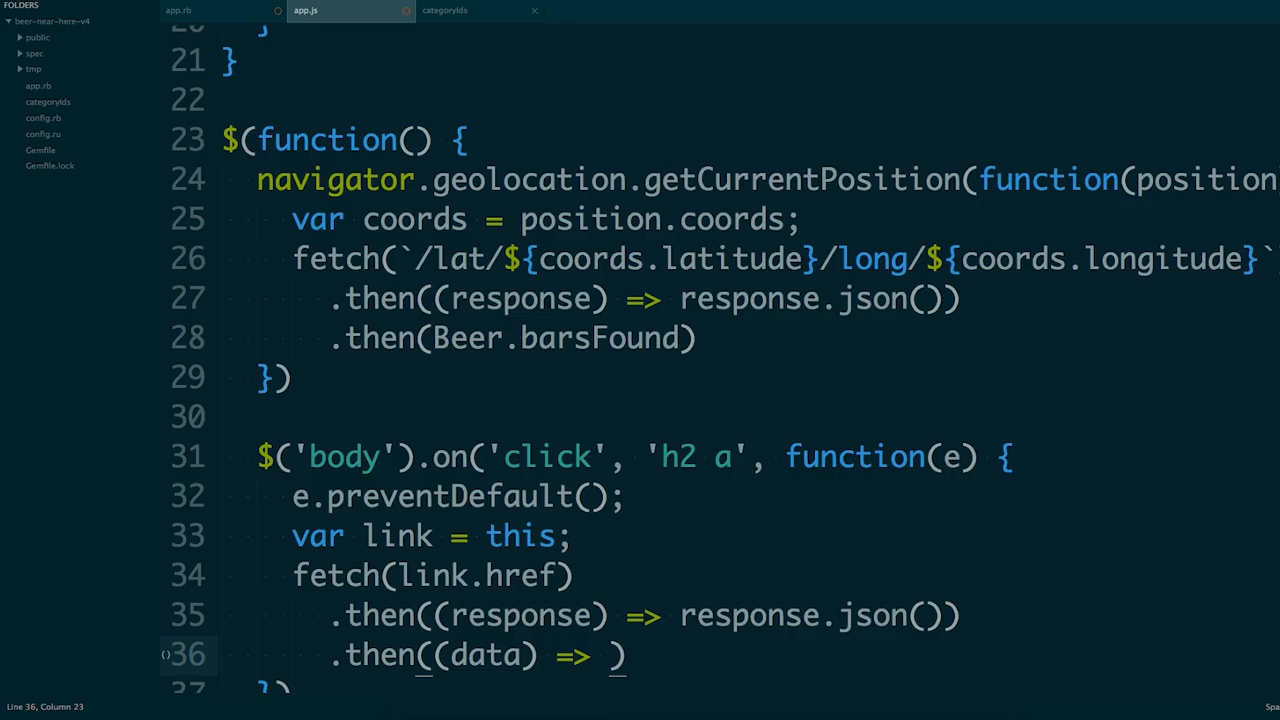 FOLDERS
beer-near-here-v4
public
spec
tmp
app.rb
categoryIds
config.rb
config.ru
Gemfile
Gemfile.lock
app.rb
app.js
categoryIds
20 }
21 }
22
23 $(function() {
24 navigator.geolocation.getCurrentPosition(function(position
25 var coords = position.coords;
26 fetch(`/lat/${coords.latitude}/long/${coords.longitude}`
27 .then((response) => response.json())
28 .then(Beer.barsFound)
29 })
30
31 $('body').on('click', 'h2 a', function(e) {
32 e.preventDefault();
33 var link = this;
34 fetch(link.href)
35 .then((response) => response.json())
36 .then((data) => )
37 })
Line 36, Column 23
Spa